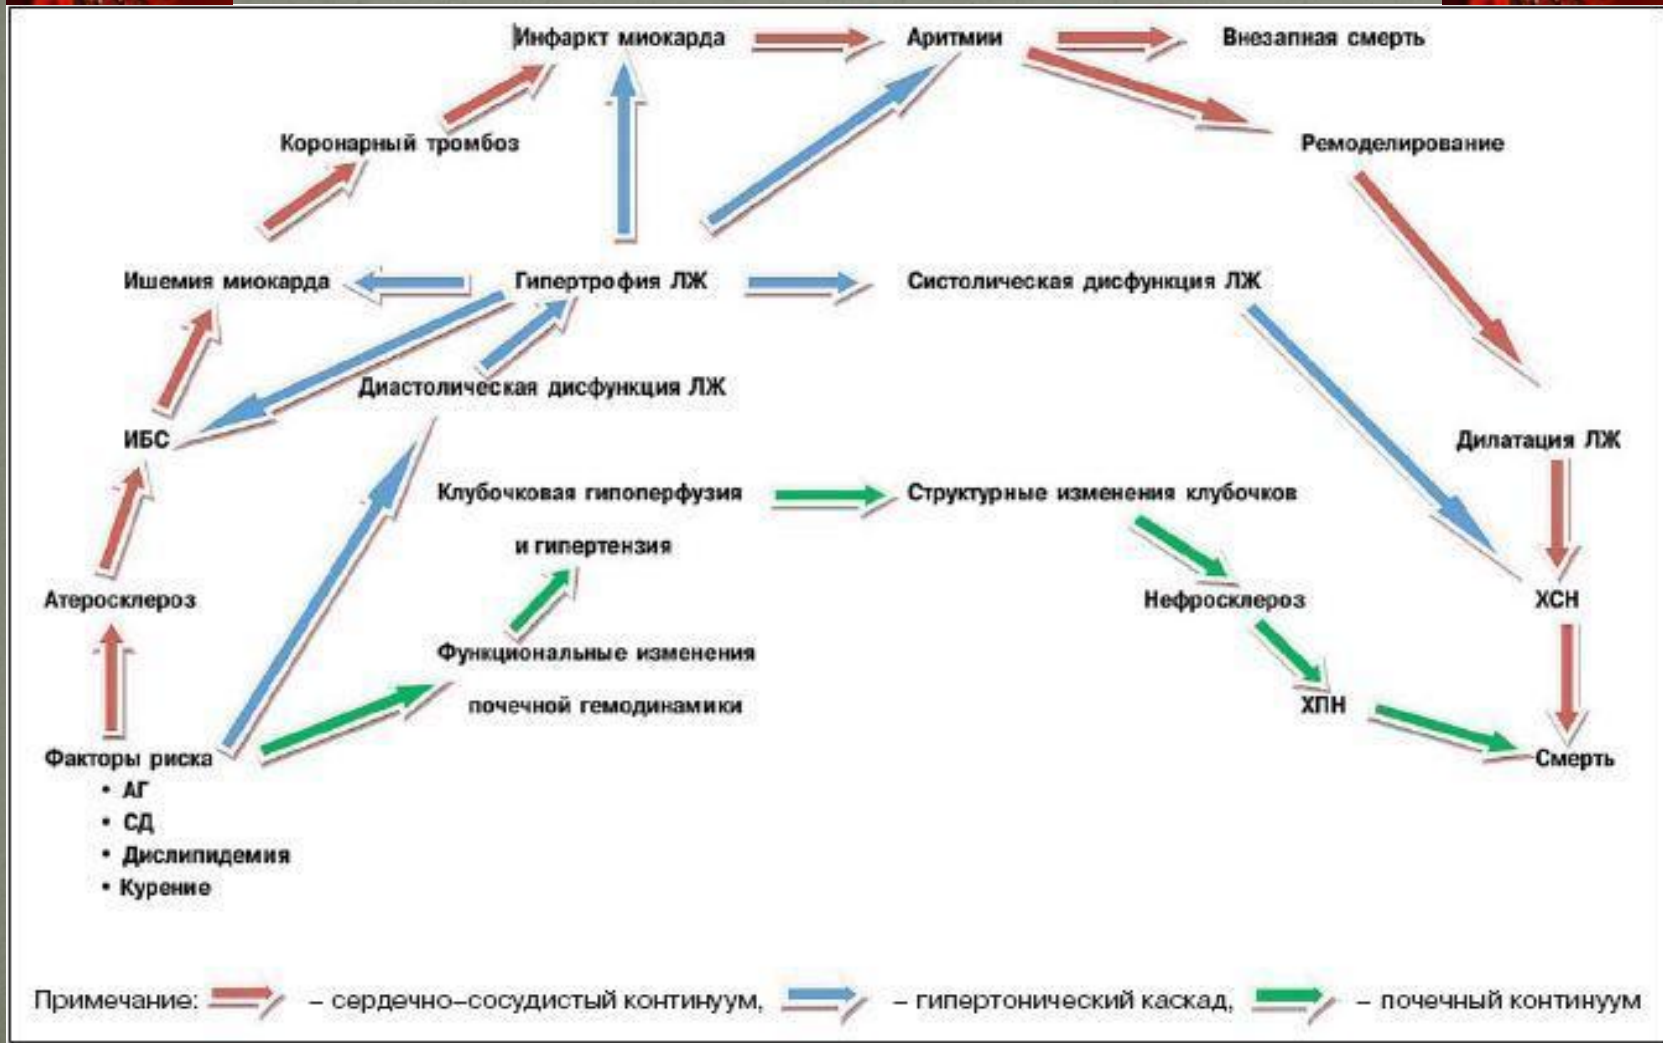 Инфаркт миокарда
Аритмии
Внезапная смерть
Коронарный тромбоз
Ремоделирование
Ишемия миокарда
Гипертрофия ЛЖ
Систолическая дисфункция ЛЖ
Диастолическая дисфункция ЛЖ
ИБС
Дилатация ЛЖ
Клубочковая гипоперфузия
и гипертензия
Структурные изменения клубочков
Атеросклероз
Нефросклероз
ХСН
Функциональные изменения
почечной гемодинамики
ХПН
Факторы риска
• АГ
• СД
• Дислипидемия
• Курение
Смерть
Примечание: – сердечно–сосудистый континуум, – гипертонический каскад, – почечный континуум